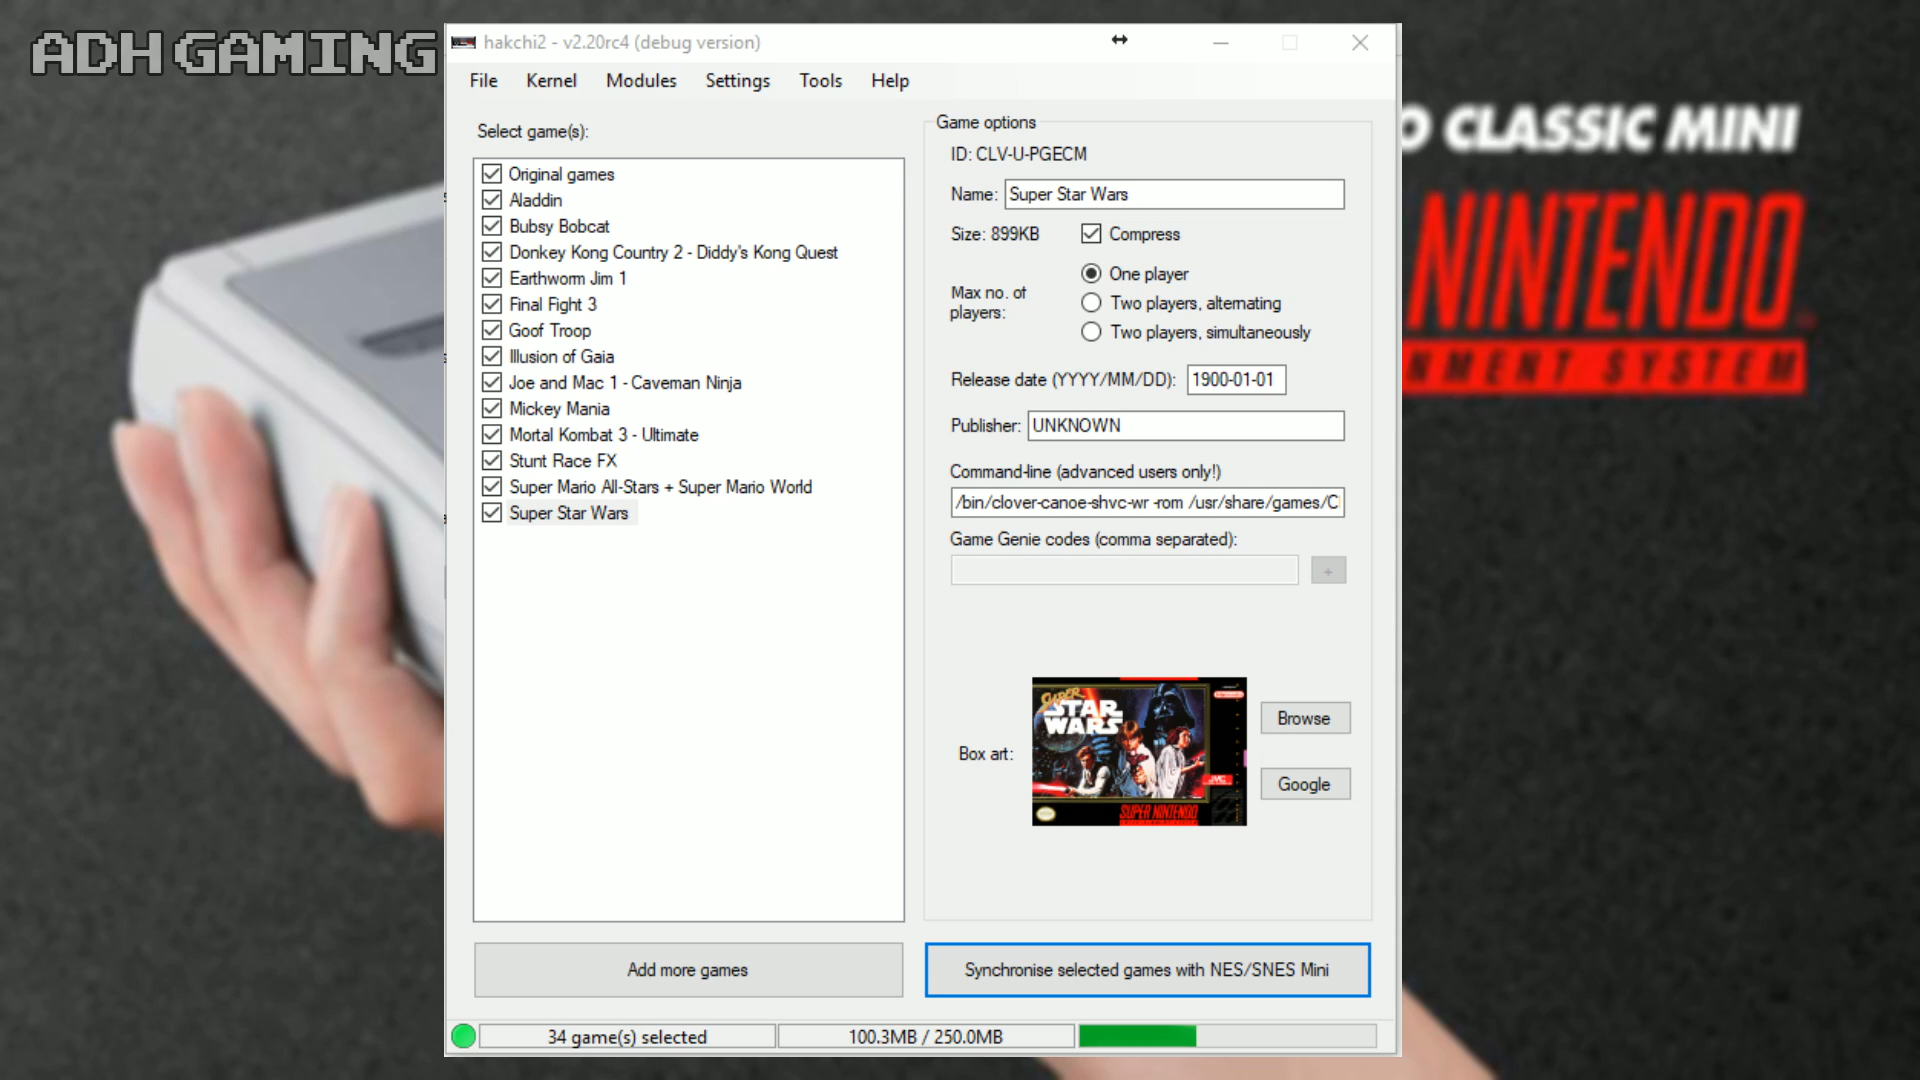 ADH GAMING
hakchi2 - v2.20rc4 (debug version)
File Kernel Modules Settings Tools Help
Select game(s):
Original games
Aladdin
Bubsy Bobcat
Donkey Kong Country 2 - Diddy's Kong Quest
Earthworm Jim 1
Final Fight 3
Goof Troop
Illusion of Gaia
Joe and Mac 1 - Caveman Ninja
Mickey Mania
Mortal Kombat 3 - Ultimate
Stunt Race FX
Super Mario All-Stars + Super Mario World
Super Star Wars
Add more games
Game options
ID: CLV-U-PGECM
Name: Super Star Wars
Size: 899KB Compress
Max no. of players:
One player
Two players, alternating
Two players, simultaneously
Release date (YYYY/MM/DD): 1900-01-01
Publisher: UNKNOWN
Command-line (advanced users only!)
/bin/clover-canoe-shvc-wr -rom /usr/share/games/C
Game Genie codes (comma separated):
+
Box art:
SUPER
STAR
WARS
JVC
SUPER NINTENDO
Browse
Google
Synchronise selected games with NES/SNES Mini
34 game(s) selected
100.3MB / 250.0MB
O CLASSIC MINI
NINTENDO
NMENT SYSTEM